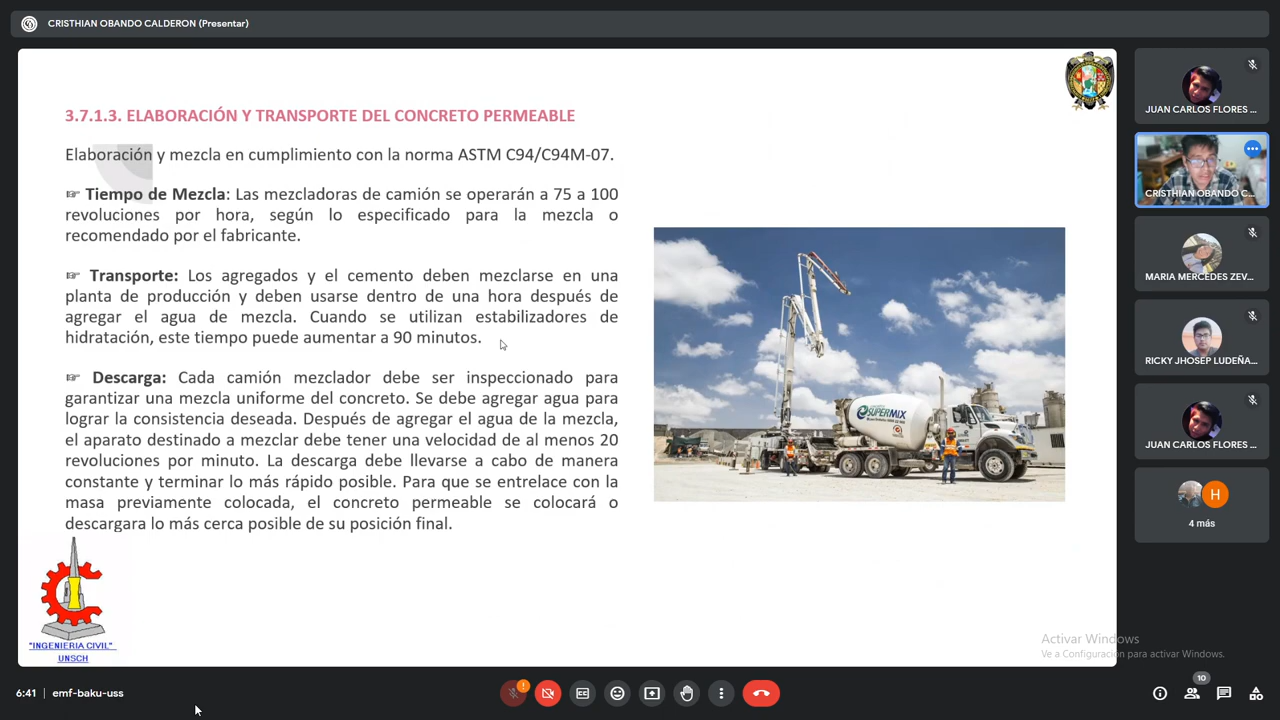 CRISTHIAN OBANDO CALDERON (Presentar)
3.7.1.3. ELABORACIÓN Y TRANSPORTE DEL CONCRETO PERMEABLE
Elaboración y mezcla en cumplimiento con la norma ASTM C94/C94M-07.
☞ Tiempo de Mezcla: Las mezcladoras de camión se operarán a 75 a 100
revoluciones por hora, según lo especificado para la mezcla o
recomendado por el fabricante.
☞ Transporte: Los agregados y el cemento deben mezclarse en una
planta de producción y deben usarse dentro de una hora después de
agregar el agua de mezcla. Cuando se utilizan estabilizadores de
hidratación, este tiempo puede aumentar a 90 minutos.
☞ Descarga: Cada camión mezclador debe ser inspeccionado para
garantizar una mezcla uniforme del concreto. Se debe agregar agua para
lograr la consistencia deseada. Después de agregar el agua de la mezcla,
el aparato destinado a mezclar debe tener una velocidad de al menos 20
revoluciones por minuto. La descarga debe llevarse a cabo de manera
constante y terminar lo más rápido posible. Para que se entrelace con la
masa previamente colocada, el concreto permeable se colocará o
descargara lo más cerca posible de su posición final.
SUPERMIX
"INGENIERIA CIVIL"
UNSCH
JUAN CARLOS FLORES ...
CRISTHIAN OBANDO C...
MARIA MERCEDES ZEV...
RICKY JHOSEP LUDEÑA...
JUAN CARLOS FLORES ...
H
4 más
Activar Windows
Ve a Configuración para activar Windows.
6:41 | emf-baku-uss
10